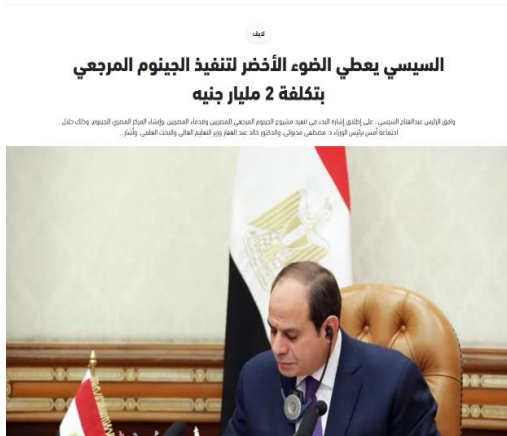 لايف
السيسي يعطي الضوء الأخضر لتنفيذ الجينوم المرجعي
بتكلفة 2 مليار جنيه
وافق الرئيس عبدالفتاح السيسي، على إطلاق إشارة البدء في تنفيذ مشروع الجينوم المرجعي للمصريين وقدماء المصريين، وإنشاء المركز المصري للجينوم، وذلك خلال
اجتماعه أمس برئيس الوزراء د. مصطفى مدبولي، والدكتور خالد عبد الغفار وزير التعليم العالي والبحث العلمي. وأشار...